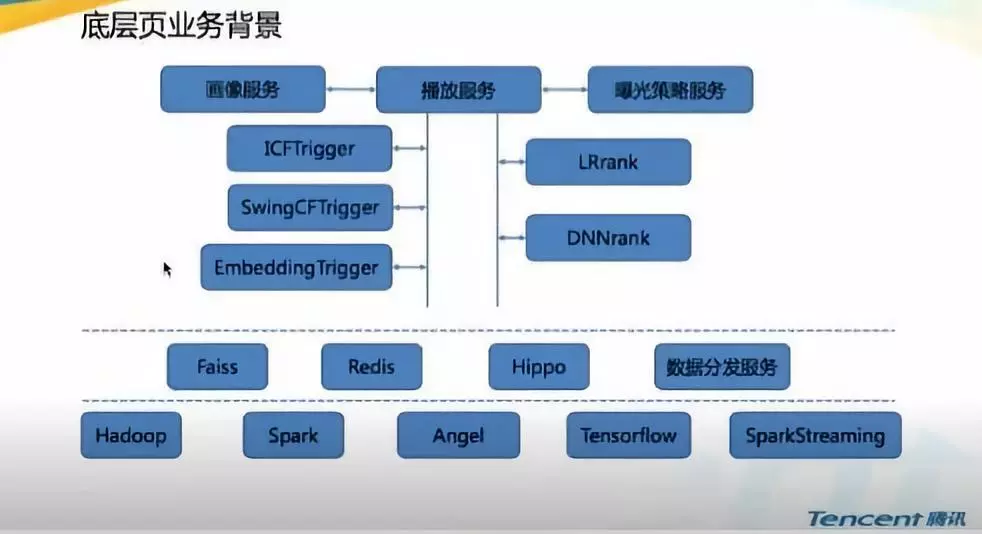 底层页业务背景
画像服务
播放服务
曝光策略服务
ICFTrigger
LRrank
SwingCFTrigger
DNNrank
EmbeddingTrigger
Faiss
Redis
Hippo
数据分发服务
Hadoop
Spark
Angel
Tensorflow
SparkStreaming
Tencent 腾讯